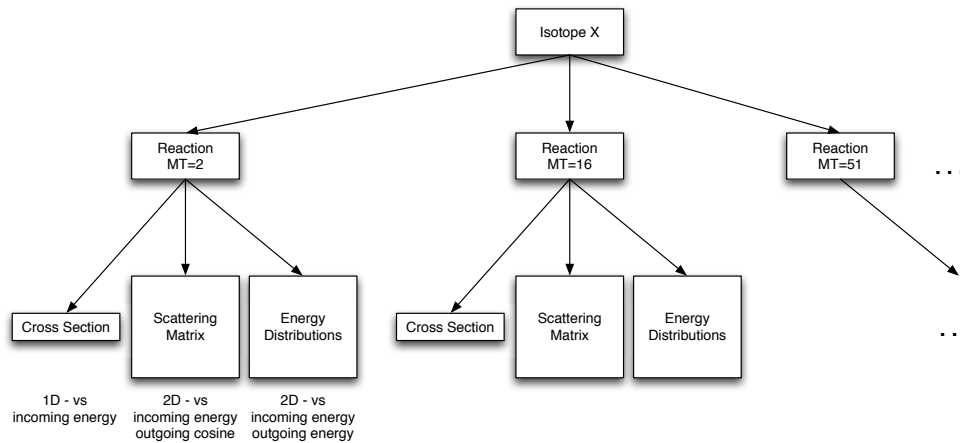 Isotope X
Reaction
MT=2
Reaction
MT=16
Reaction
MT=51
. . .
Cross Section
Scattering
Matrix
Energy
Distributions
Cross Section
Scattering
Matrix
Energy
Distributions
. .
1D - vs
incoming energy
2D - vs
incoming energy
outgoing cosine
2D - vs
incoming energy
outgoing energy